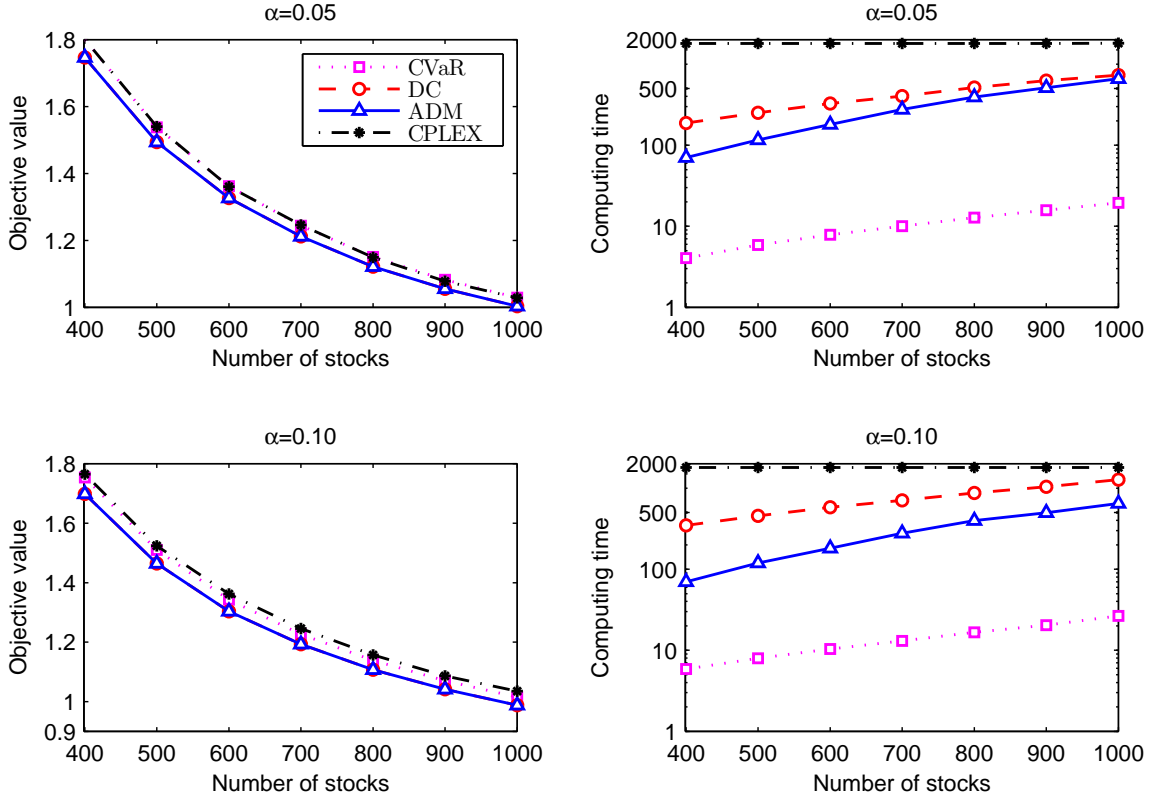 α=0.05
1.8
1.6
1.4
1.2
1
400 500 600 700 800 900 1000
Objective value
Number of stocks
CVaR
DC
ADM
CPLEX
α=0.05
2000
500
100
10
1
400 500 600 700 800 900 1000
Computing time
Number of stocks
α=0.10
1.8
1.6
1.4
1.2
1
0.9
400 500 600 700 800 900 1000
Objective value
Number of stocks
α=0.10
2000
500
100
10
1
400 500 600 700 800 900 1000
Computing time
Number of stocks